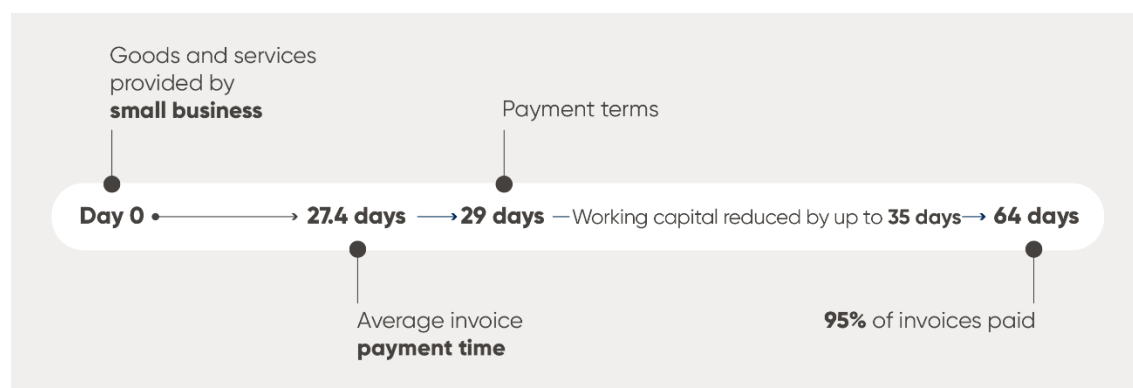 Goods and services
provided by
small business
Payment terms
Day 0 27.4 days 29 days Working capital reduced by up to 35 days 64 days
Average invoice
payment time
95% of invoices paid